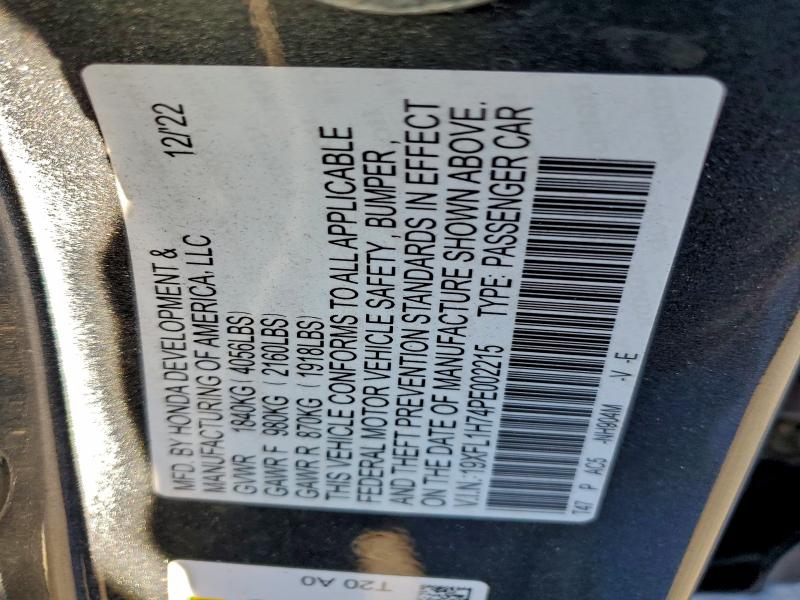 MFD. BY HONDA DEVELOPMENT & 12/'22
MANUFACTURING OF AMERICA, LLC
GVWR 1840KG ( 4056LBS)
GAWR F 980KG ( 2160LBS)
GAWR R 870KG ( 1918LBS)
THIS VEHICLE CONFORMS TO ALL APPLICABLE
FEDERAL MOTOR VEHICLE SAFETY , BUMPER ,
AND THEFT PREVENTION STANDARDS IN EFFECT
ON THE DATE OF MANUFACTURE SHOWN ABOVE.
V.I.N.:19XFL1H74PE002215 TYPE: PASSENGER CAR
T47 P AC5 -NH904M -V -E
T20 A0